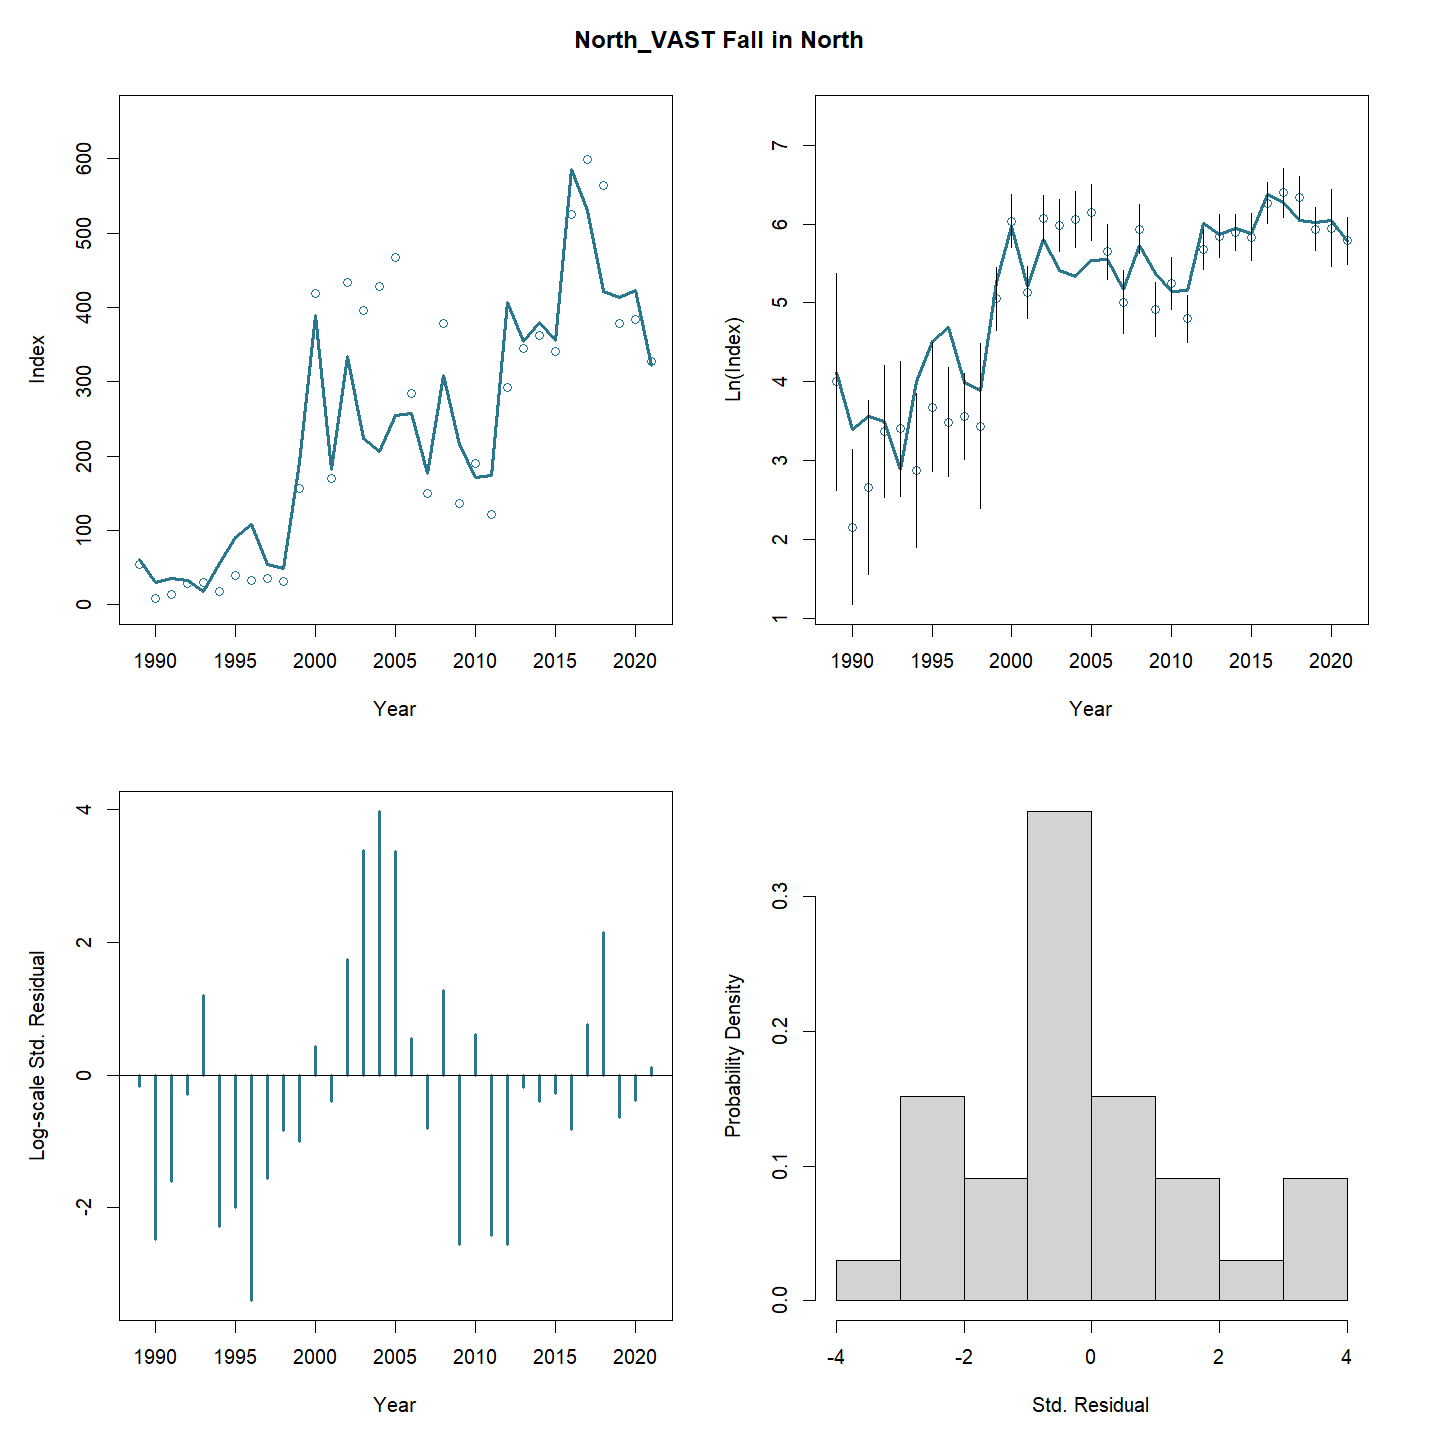 North_VAST Fall in North
Index
0 100 200 300 400 500 600
1990 1995 2000 2005 2010 2015 2020
Year
Ln(Index)
1 2 3 4 5 6 7
1990 1995 2000 2005 2010 2015 2020
Year
Log-scale Std. Residual
-2 0 2 4
1990 1995 2000 2005 2010 2015 2020
Year
Probability Density
0.0 0.1 0.2 0.3
-4 -2 0 2 4
Std. Residual